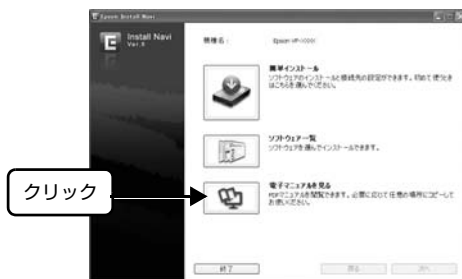 Epson Install Navi
Install Navi
Ver.X
機種名：
Epson VP-XXXX
簡単インストール
ソフトウェアのインストールと接続先の設定ができます。初めて使うときはこちらを選んでください。
ソフトウェア一覧
ソフトウェアを選んでインストールできます。
クリック
電子マニュアルを見る
PDFマニュアルを閲覧できます。必要に応じて任意の場所にコピーしてお使いください。
終了
戻る
次へ